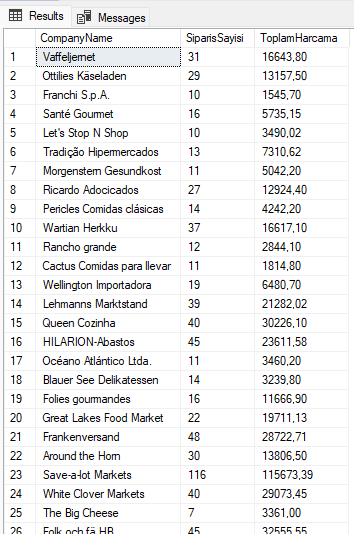 Results Messages
CompanyName SiparisSayisi ToplamHarcama
1 Vaffeljernet 31 16643,80
2 Ottilies Käseladen 29 13157,50
3 Franchi S.p.A. 10 1545,70
4 Santé Gourmet 16 5735,15
5 Let's Stop N Shop 10 3490,02
6 Tradição Hipermercados 13 7310,62
7 Morgenstern Gesundkost 11 5042,20
8 Ricardo Adocicados 27 12924,40
9 Pericles Comidas clásicas 14 4242,20
10 Wartian Herkku 37 16617,10
11 Rancho grande 12 2844,10
12 Cactus Comidas para llevar 11 1814,80
13 Wellington Importadora 19 6480,70
14 Lehmanns Marktstand 39 21282,02
15 Queen Cozinha 40 30226,10
16 HILARION-Abastos 45 23611,58
17 Océano Atlántico Ltda. 11 3460,20
18 Blauer See Delikatessen 14 3239,80
19 Folies gourmandes 16 11666,90
20 Great Lakes Food Market 22 19711,13
21 Frankenversand 48 28722,71
22 Around the Horn 30 13806,50
23 Save-a-lot Markets 116 115673,39
24 White Clover Markets 40 29073,45
25 The Big Cheese 7 3361,00
26 Folk och fä HB 45 32555,55